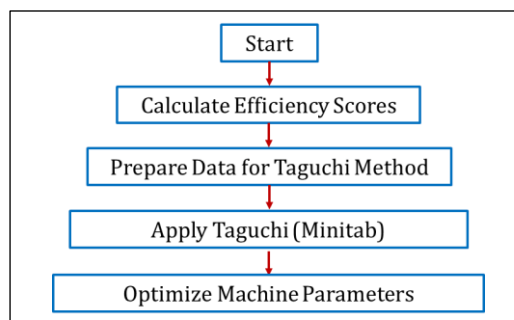 Start
Calculate Efficiency Scores
Prepare Data for Taguchi Method
Apply Taguchi (Minitab)
Optimize Machine Parameters